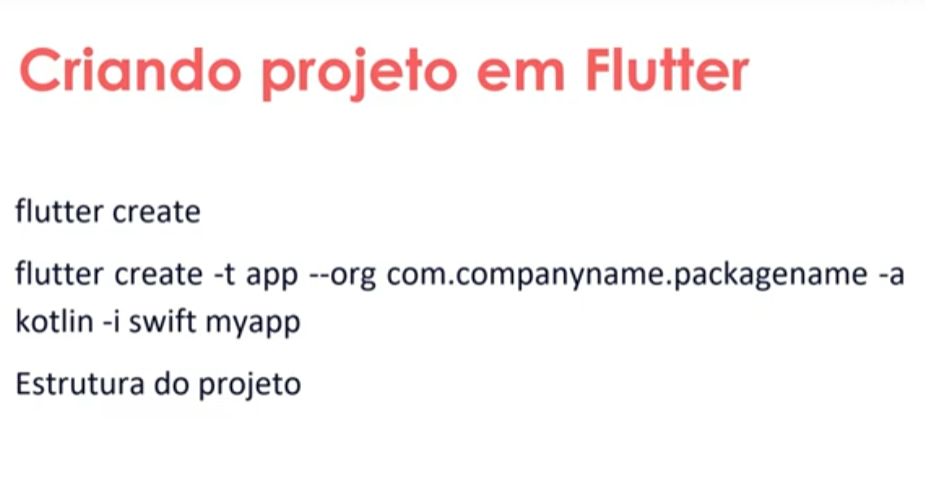 Criando projeto em Flutter
flutter create
flutter create -t app --org com.companyname.packagename -a
kotlin -i swift myapp
Estrutura do projeto